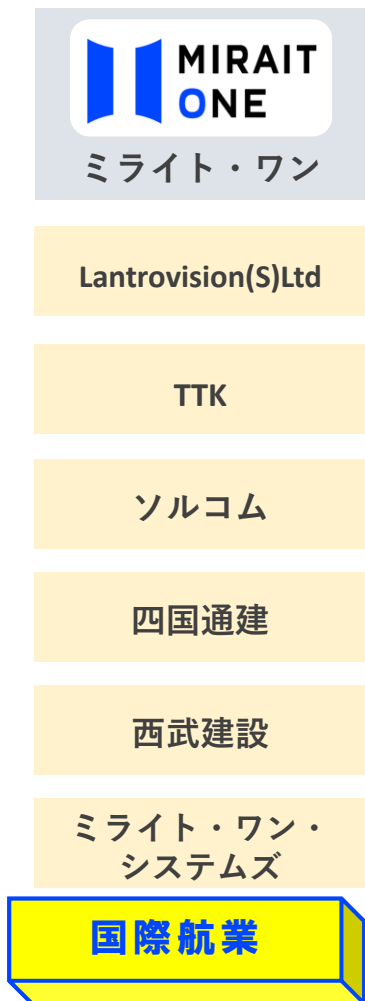 MIRAIT
ONE
ミライト・ワン
Lantrovision(S)Ltd
TTK
ソルコム
四国通建
西武建設
ミライト・ワン・
システムズ
国際航業